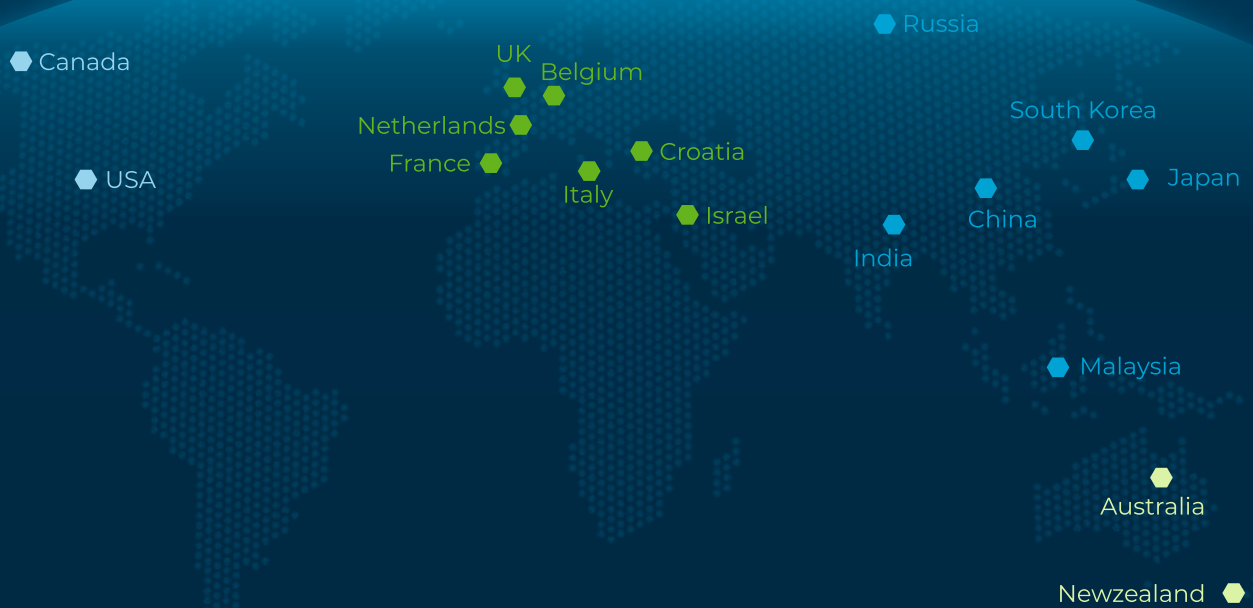 Russia
UK
Canada
Belgium
South Korea
Netherlands
Croatia
France
Japan
USA
Italy
Israel
China
India
Malaysia
Australia
Newzealand